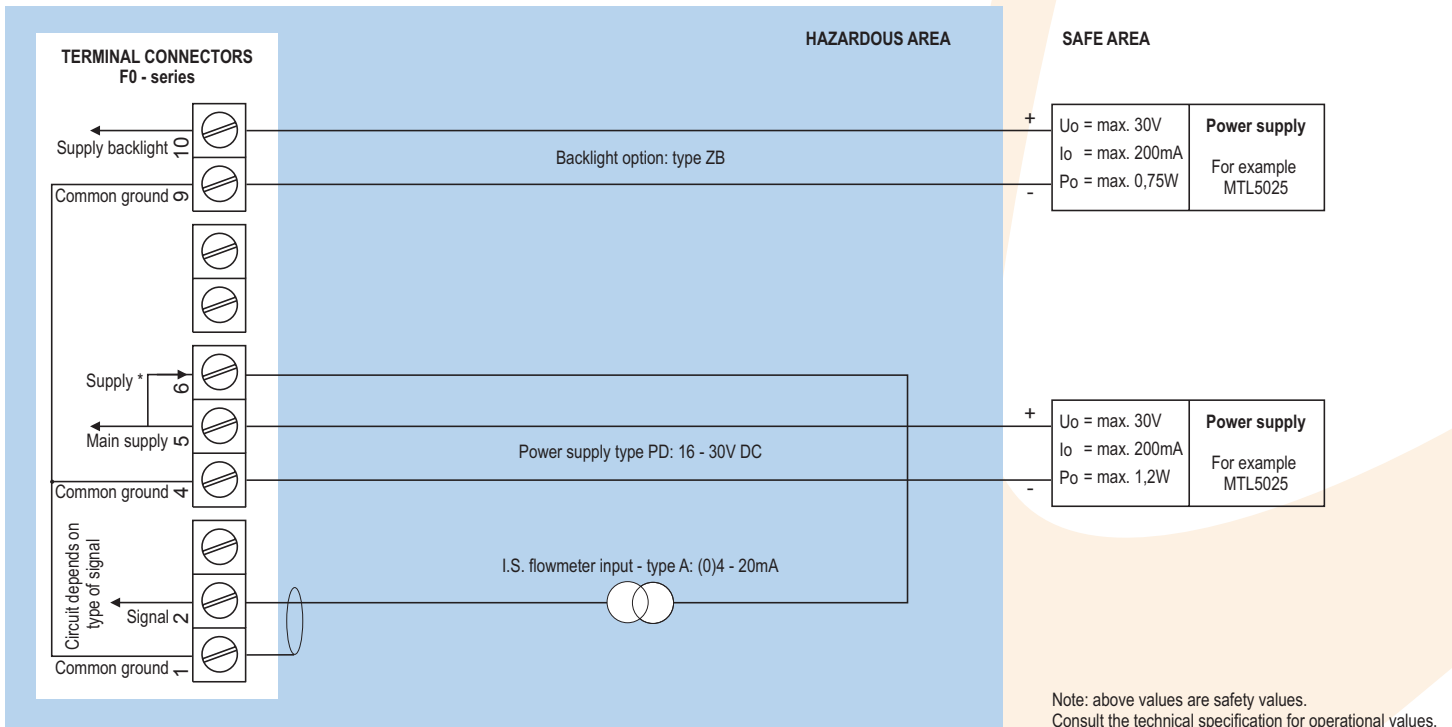 HAZARDOUS AREA
SAFE AREA
TERMINAL CONNECTORS
F0 - series
Supply backlight
10
Common ground
9
Backlight option: type ZB
+
-
Uo = max. 30V
Io = max. 200mA
Po = max. 0,75W
Power supply
For example
MTL5025
Supply *
6
Main supply
5
Common ground
4
Power supply type PD: 16 - 30V DC
+
-
Uo = max. 30V
Io = max. 200mA
Po = max. 1,2W
Power supply
For example
MTL5025
Circuit depends on
type of signal
Signal
2
Common ground
1
I.S. flowmeter input - type A: (0)4 - 20mA
Note: above values are safety values.
Consult the technical specification for operational values.